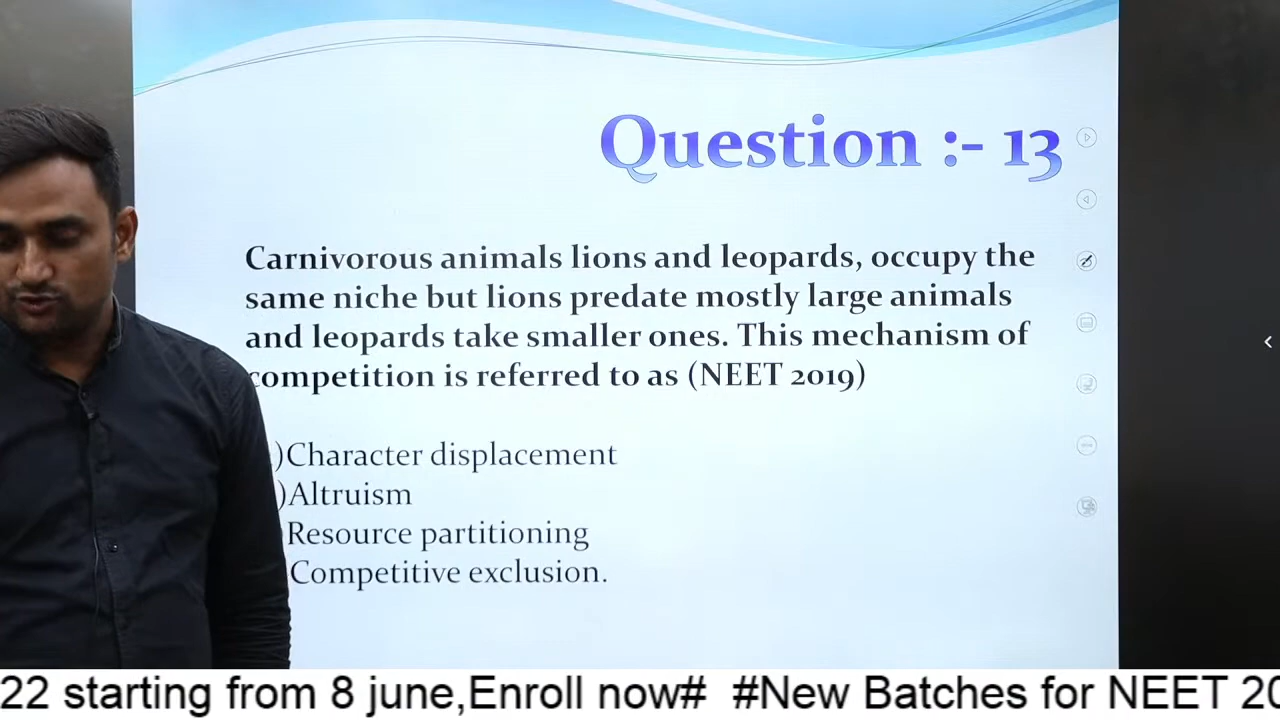 Question :- 13
Carnivorous animals lions and leopards, occupy the
same niche but lions predate mostly large animals
and leopards take smaller ones. This mechanism of
competition is referred to as (NEET 2019)
)Character displacement
)Altruism
Resource partitioning
Competitive exclusion.
22 starting from 8 june,Enroll now# #New Batches for NEET 20